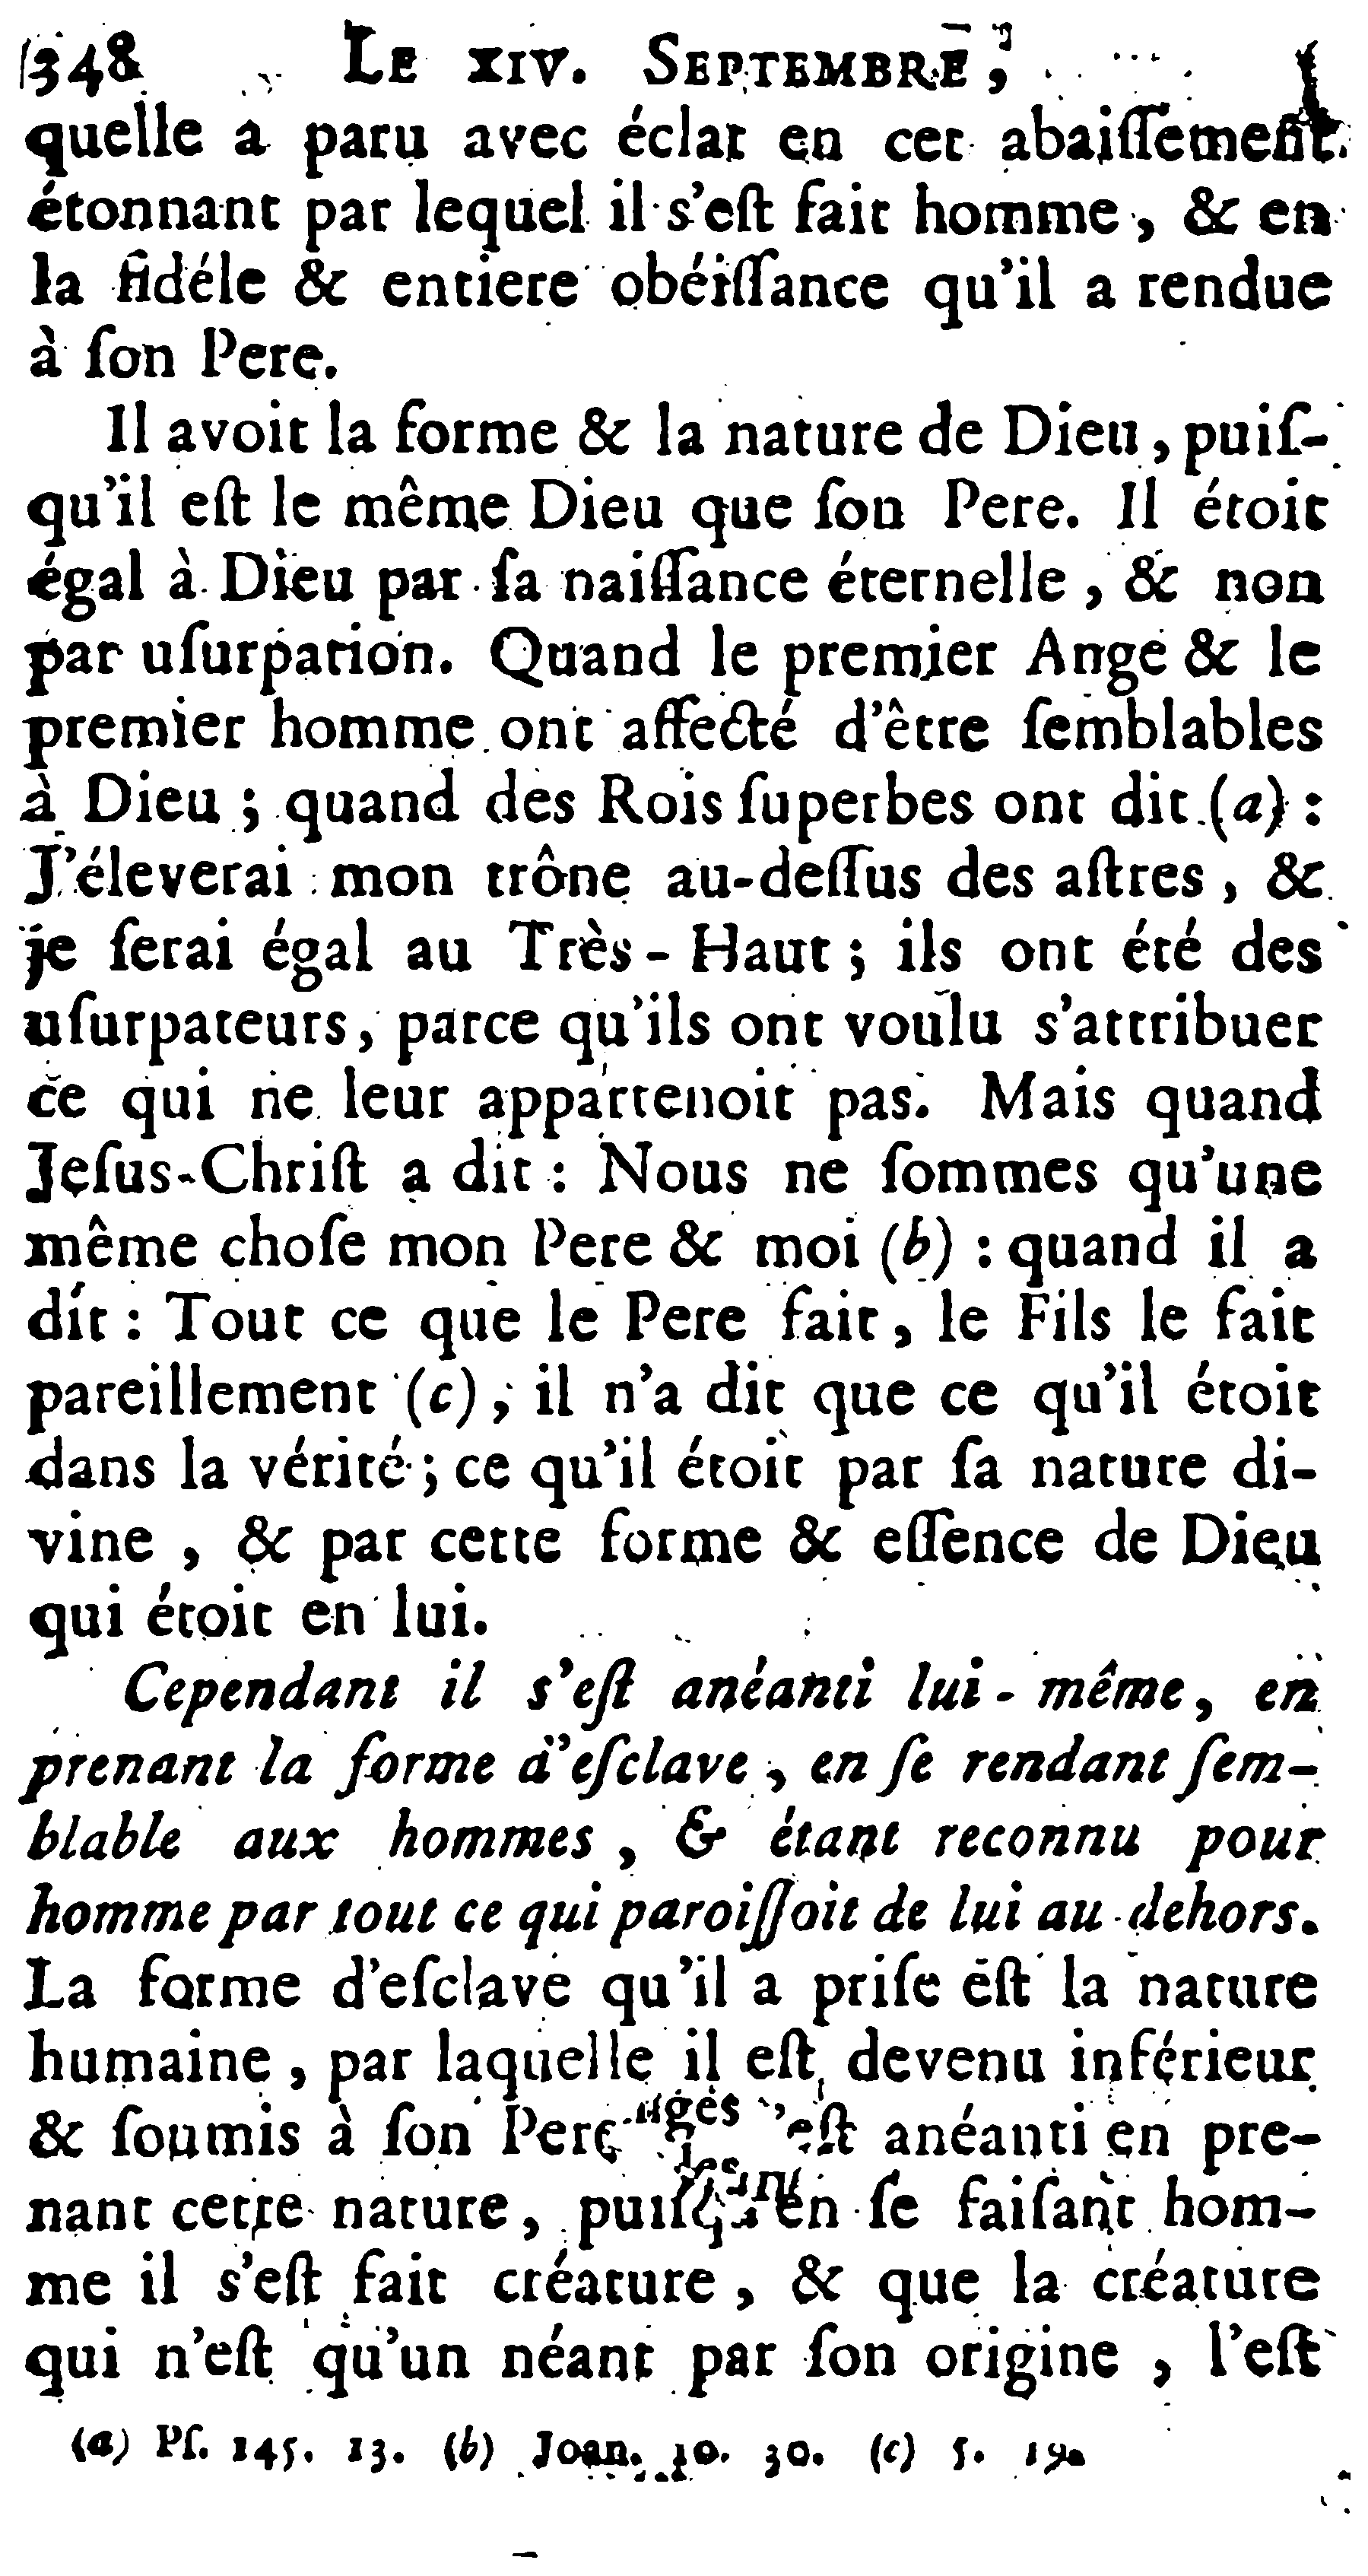 348 LE XIV. SEPTEMBRE,
quelle a paru avec éclat en cet abaiſſement
étonnant par lequel il s'eſt fait homme, & en
la fidéle & entiere obéiſſance qu'il a rendue
à ſon Pere.
Il avoit la forme & la nature de Dieu, puiſ-
qu'il eſt le même Dieu que ſon Pere. Il étoit
égal à Dieu par ſa naiſſance éternelle, & non
par uſurpation. Quand le premier Ange & le
premier homme ont affecté d'être ſemblables
à Dieu; quand des Rois ſuperbes ont dit (a):
J'éleverai mon trône au-deſſus des aſtres, &
je ſerai égal au Très-Haut; ils ont été des
uſurpateurs, parce qu'ils ont voulu s'attribuer
ce qui ne leur appartenoit pas. Mais quand
Jeſus-Chriſt a dit: Nous ne ſommes qu'une
même choſe mon Pere & moi (b): quand il a
dit: Tout ce que le Pere fait, le Fils le fait
pareillement (c), il n'a dit que ce qu'il étoit
dans la vérité; ce qu'il étoit par ſa nature di-
vine, & par cette forme & eſſence de Dieu
qui étoit en lui.
Cependant il s'eſt anéanti lui-même, en
prenant la forme d'eſclave, en ſe rendant ſem-
blable aux hommes, & étant reconnu pour
homme par tout ce qui paroiſſoit de lui au dehors.
La forme d'eſclave qu'il a priſe eſt la nature
humaine, par laquelle il eſt devenu inférieur
& ſoumis à ſon Pere 'eſt anéanti en pre-
nant cette nature, en ſe faiſant hom-
me il s'eſt fait créature, & que la créature
qui n'eſt qu'un néant par ſon origine, l'eſt
(a) Pſ. 145. 13. (b) Joan. 10. 30. (c) 5. 19.